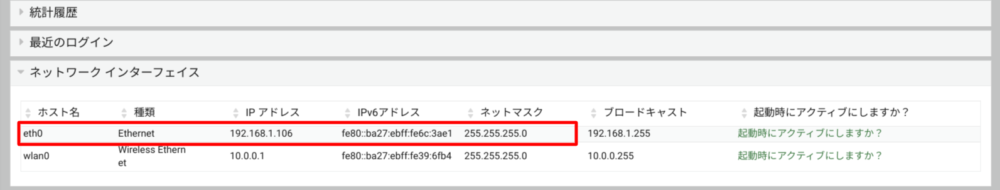 統計履歴
最近のログイン
ネットワーク インターフェイス
ホスト名 種類 IP アドレス IPv6アドレス ネットマスク ブロードキャスト 起動時にアクティブにしますか？
eth0 Ethernet 192.168.1.106 fe80::ba27:ebff:fe6c:3ae1 255.255.255.0 192.168.1.255 起動時にアクティブにしますか？
wlan0 Wireless Ethern 10.0.0.1 fe80::ba27:ebff:fe39:6fb4 255.255.255.0 10.0.0.255 起動時にアクティブにしますか？
et